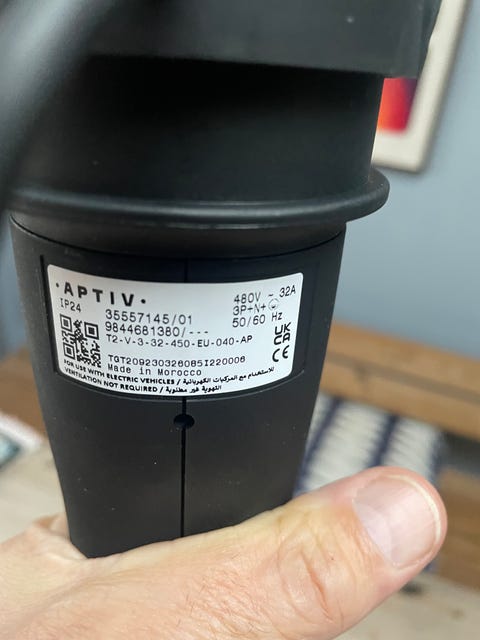 ·APTIV·
IP24
35557145/01
9844681380/---
T2-V-3-32-450-EU-040-AP
480V ~ 32A
3P+N+⏚
50/60 Hz
UKCA
CE
TGT209230326085I220006
Made in Morocco
FOR USE WITH ELECTRIC VEHICLES / للاستخدام مع المركبات الكهربائية
VENTILATION NOT REQUIRED / التهوية غير مطلوبة